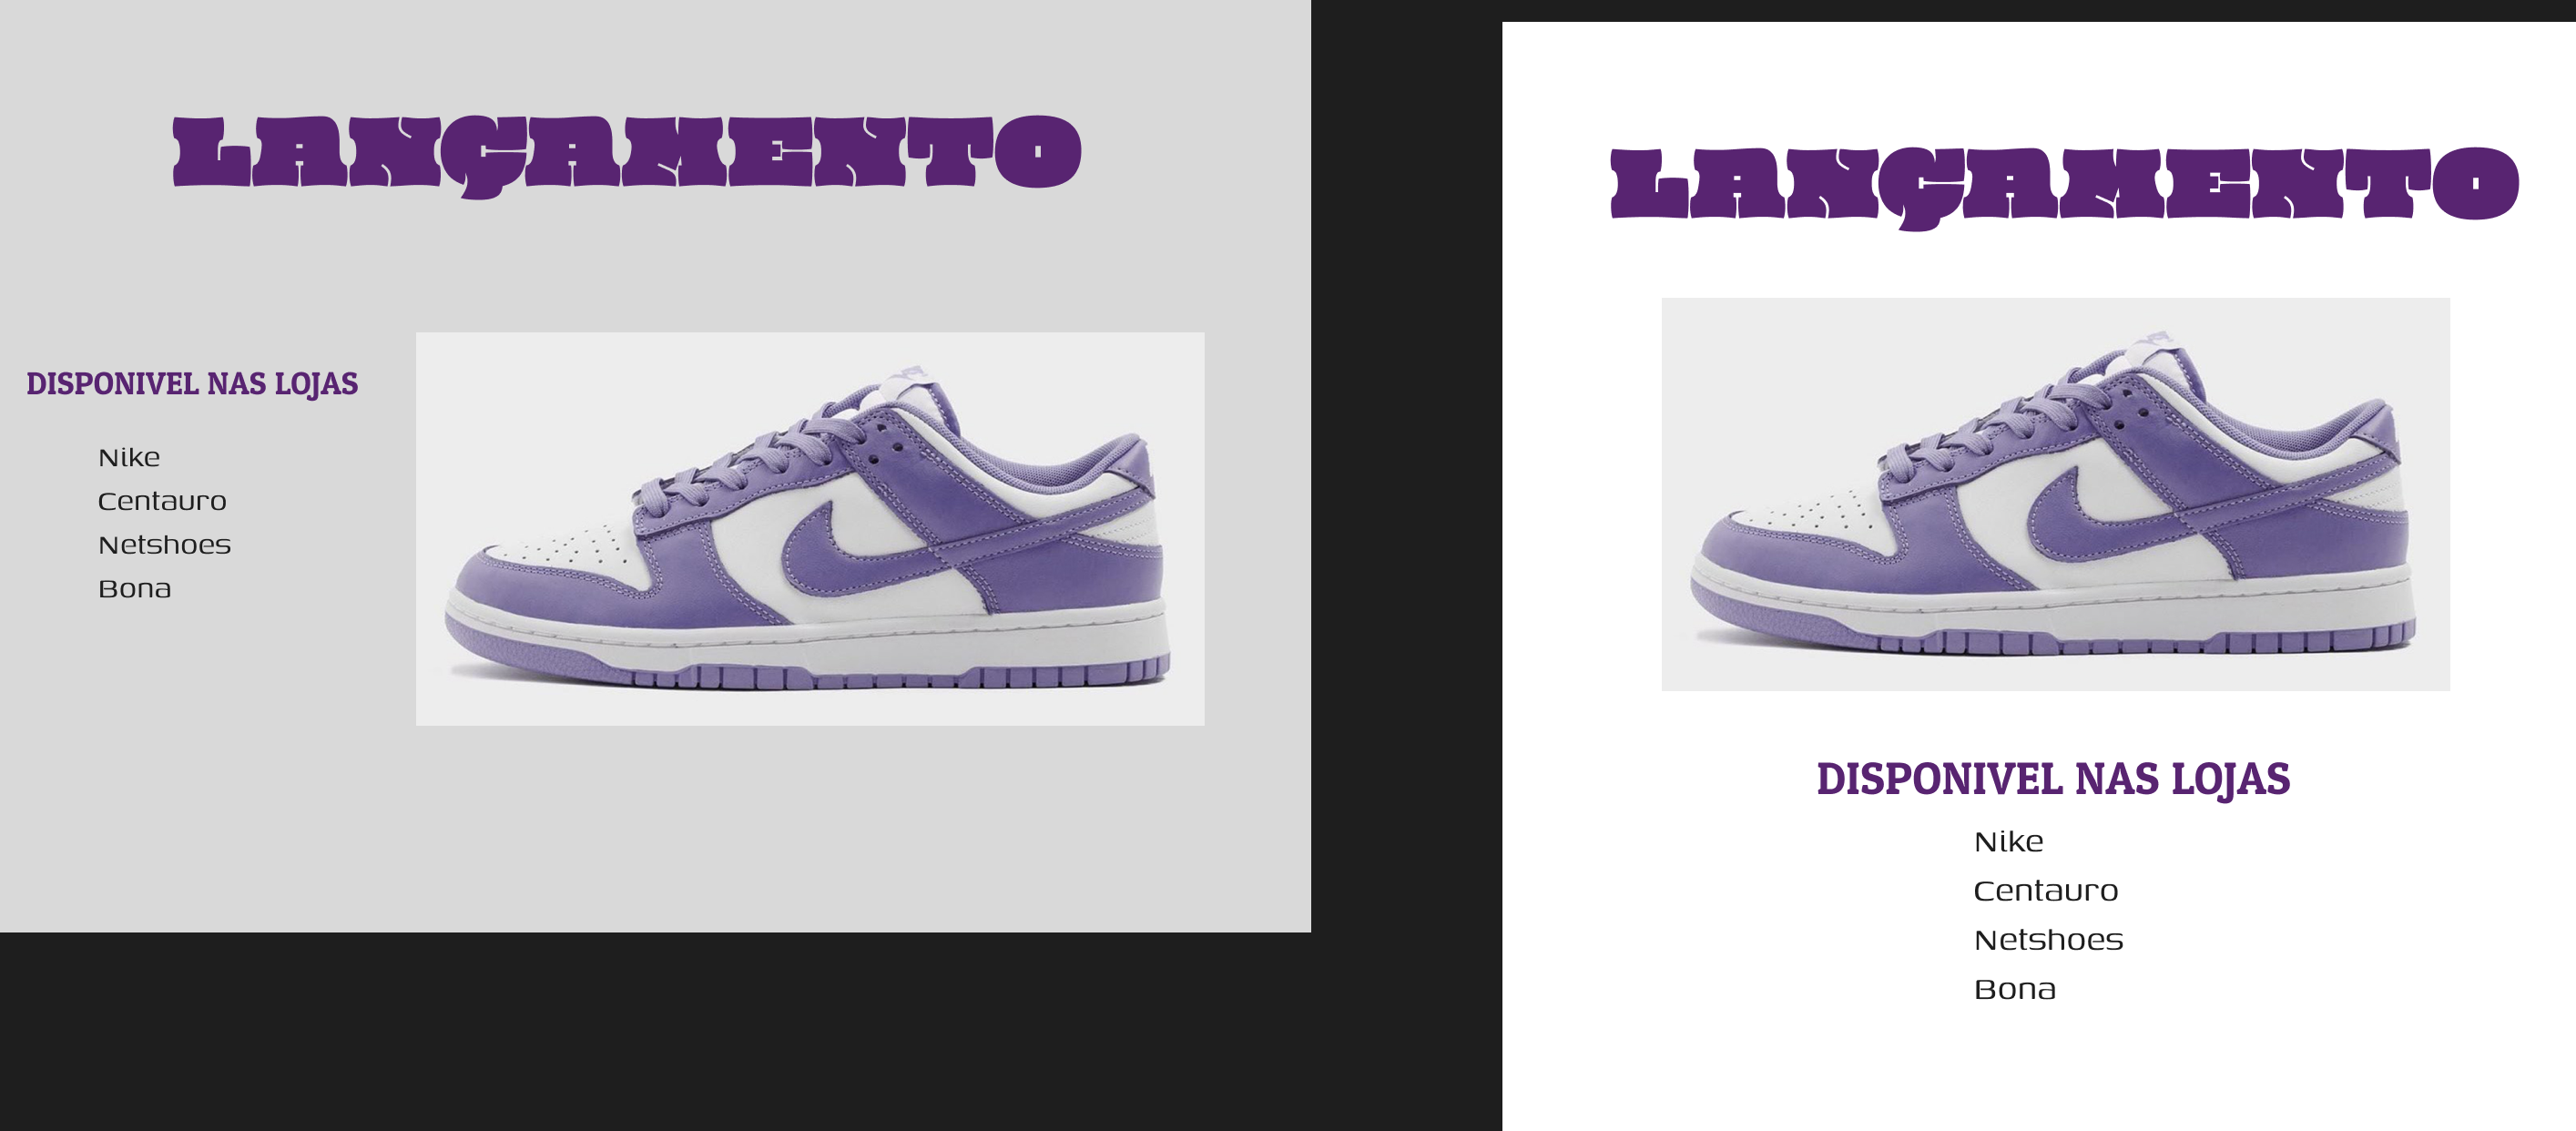 LANÇAMENTO
DISPONIVEL NAS LOJAS
Nike
Centauro
Netshoes
Bona
LANÇAMENTO
DISPONIVEL NAS LOJAS
Nike
Centauro
Netshoes
Bona